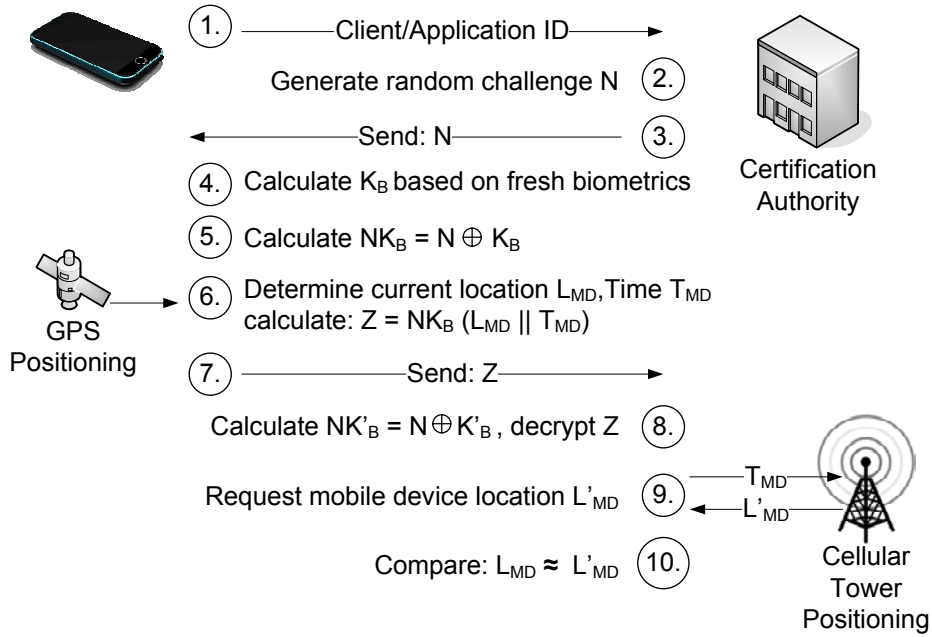 1. Client/Application ID
Generate random challenge N 2.
Send: N 3.
Certification
Authority
4. Calculate K_B based on fresh biometrics
5. Calculate NK_B = N ⊕ K_B
6. Determine current location L_MD,Time T_MD
calculate: Z = NK_B (L_MD || T_MD)
GPS
Positioning
7. Send: Z
Calculate NK'_B = N ⊕ K'_B , decrypt Z 8.
Request mobile device location L'_MD 9.
T_MD
L'_MD
Compare: L_MD ≈ L'_MD 10.
Cellular
Tower
Positioning